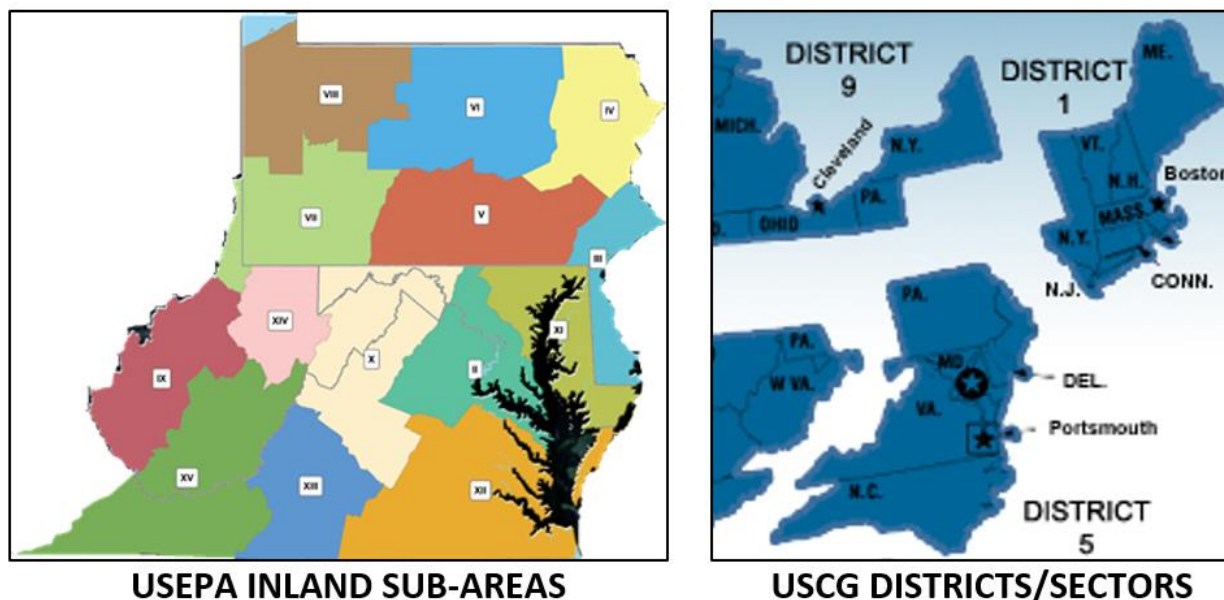 VIII
VI
IV
VII
V
III
XIV
IX
X
II
XI
XV
XIII
XII
USEPA INLAND SUB-AREAS
DISTRICT
9
DISTRICT
1
ME.
MICH.
Cleveland
N.Y.
VT.
N.H.
Boston
PA.
OHIO
MASS.
N.Y.
CONN.
N.J.
PA.
PA.
MD
W VA.
DEL.
VA.
Portsmouth
N.C.
DISTRICT
5
USCG DISTRICTS/SECTORS